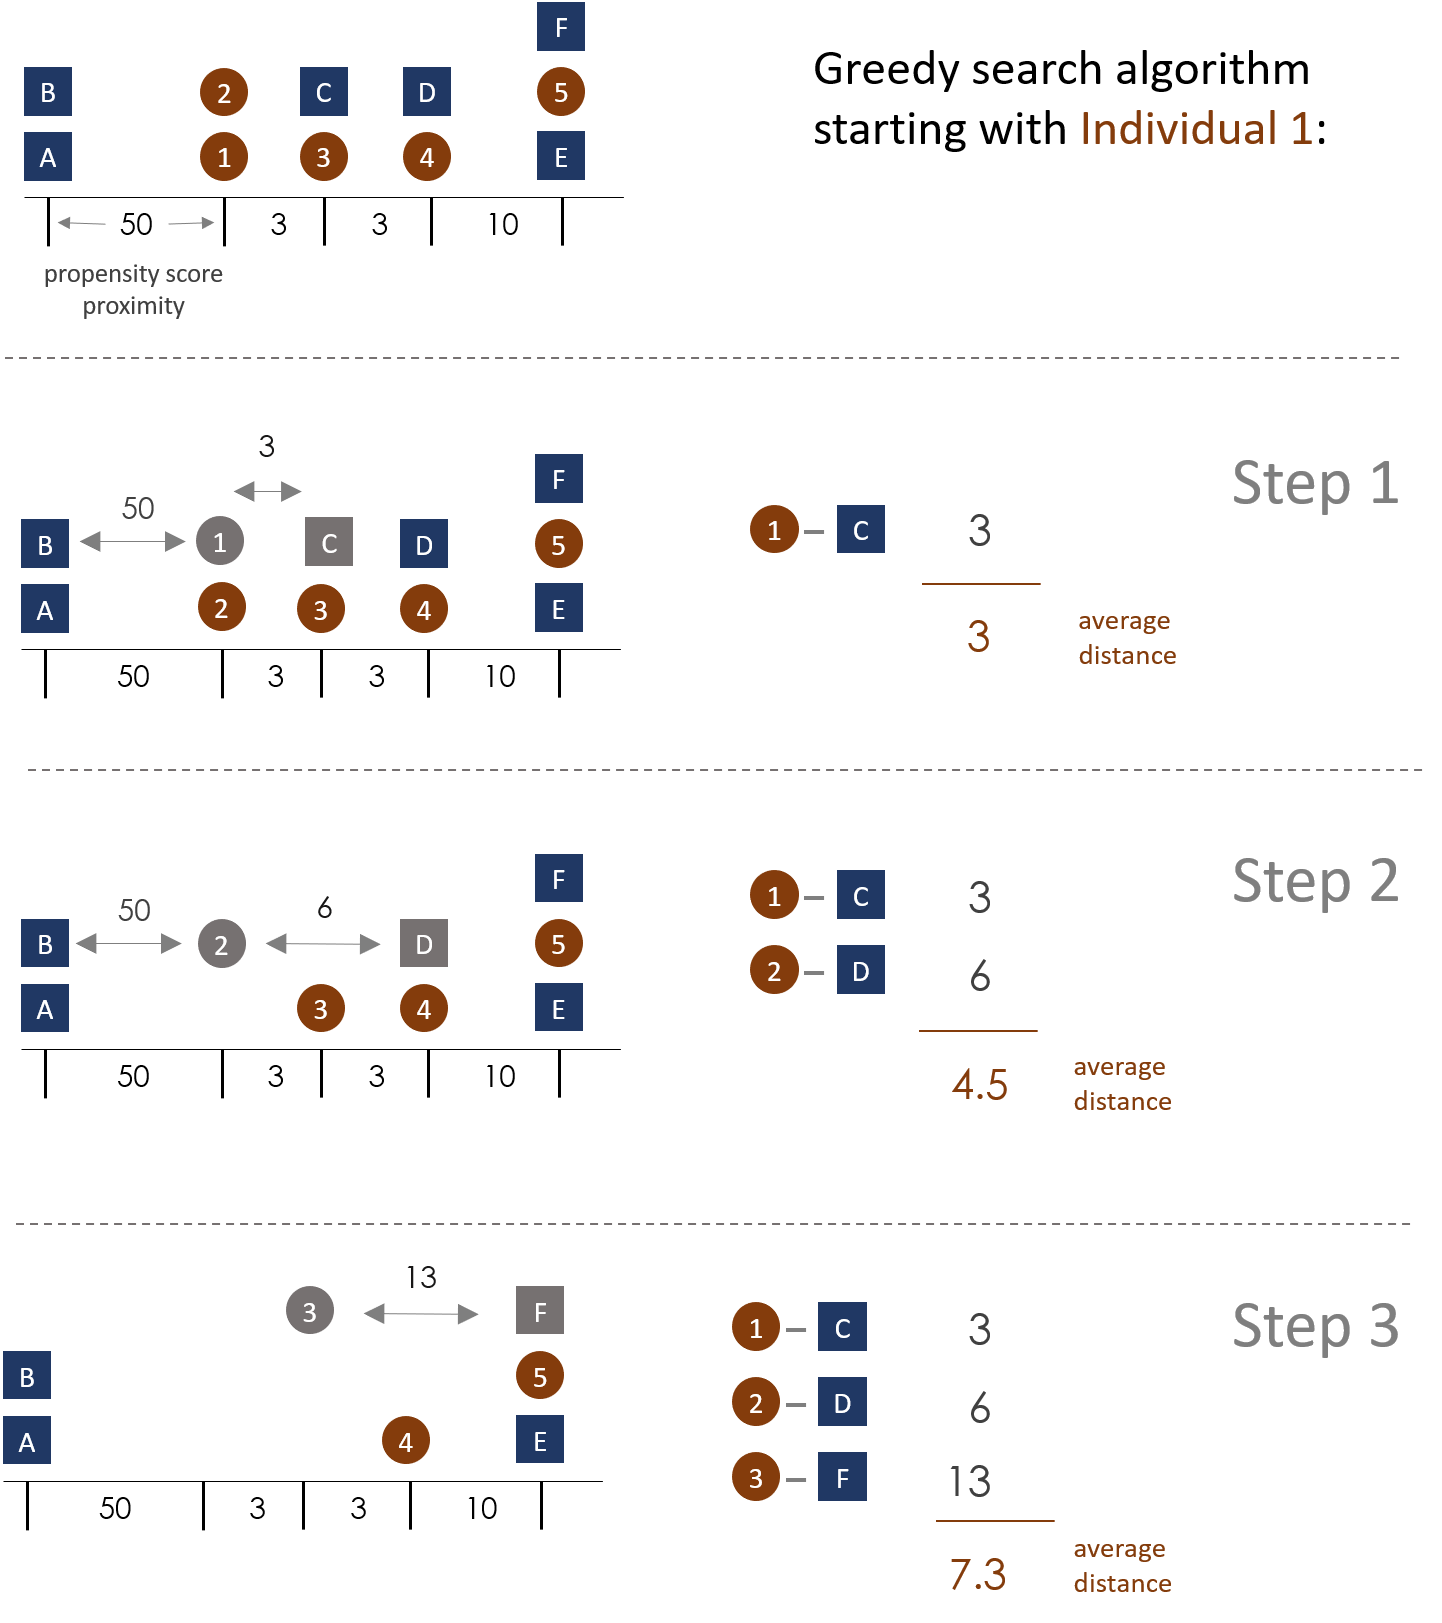 F
B 2 C D 5
A 1 3 4 E
50 3 3 10
propensity score
proximity
Greedy search algorithm
starting with Individual 1:
Step 1
3
50
F
B 1 C D 5
A 2 3 4 E
50 3 3 10
1 – C 3
3
average
distance
Step 2
50 6
F
B 2 D 5
A 3 4 E
50 3 3 10
1 – C 3
2 – D 6
4.5
average
distance
Step 3
13
3 F
B 5
A 4 E
50 3 3 10
1 – C 3
2 – D 6
3 – F 13
7.3
average
distance